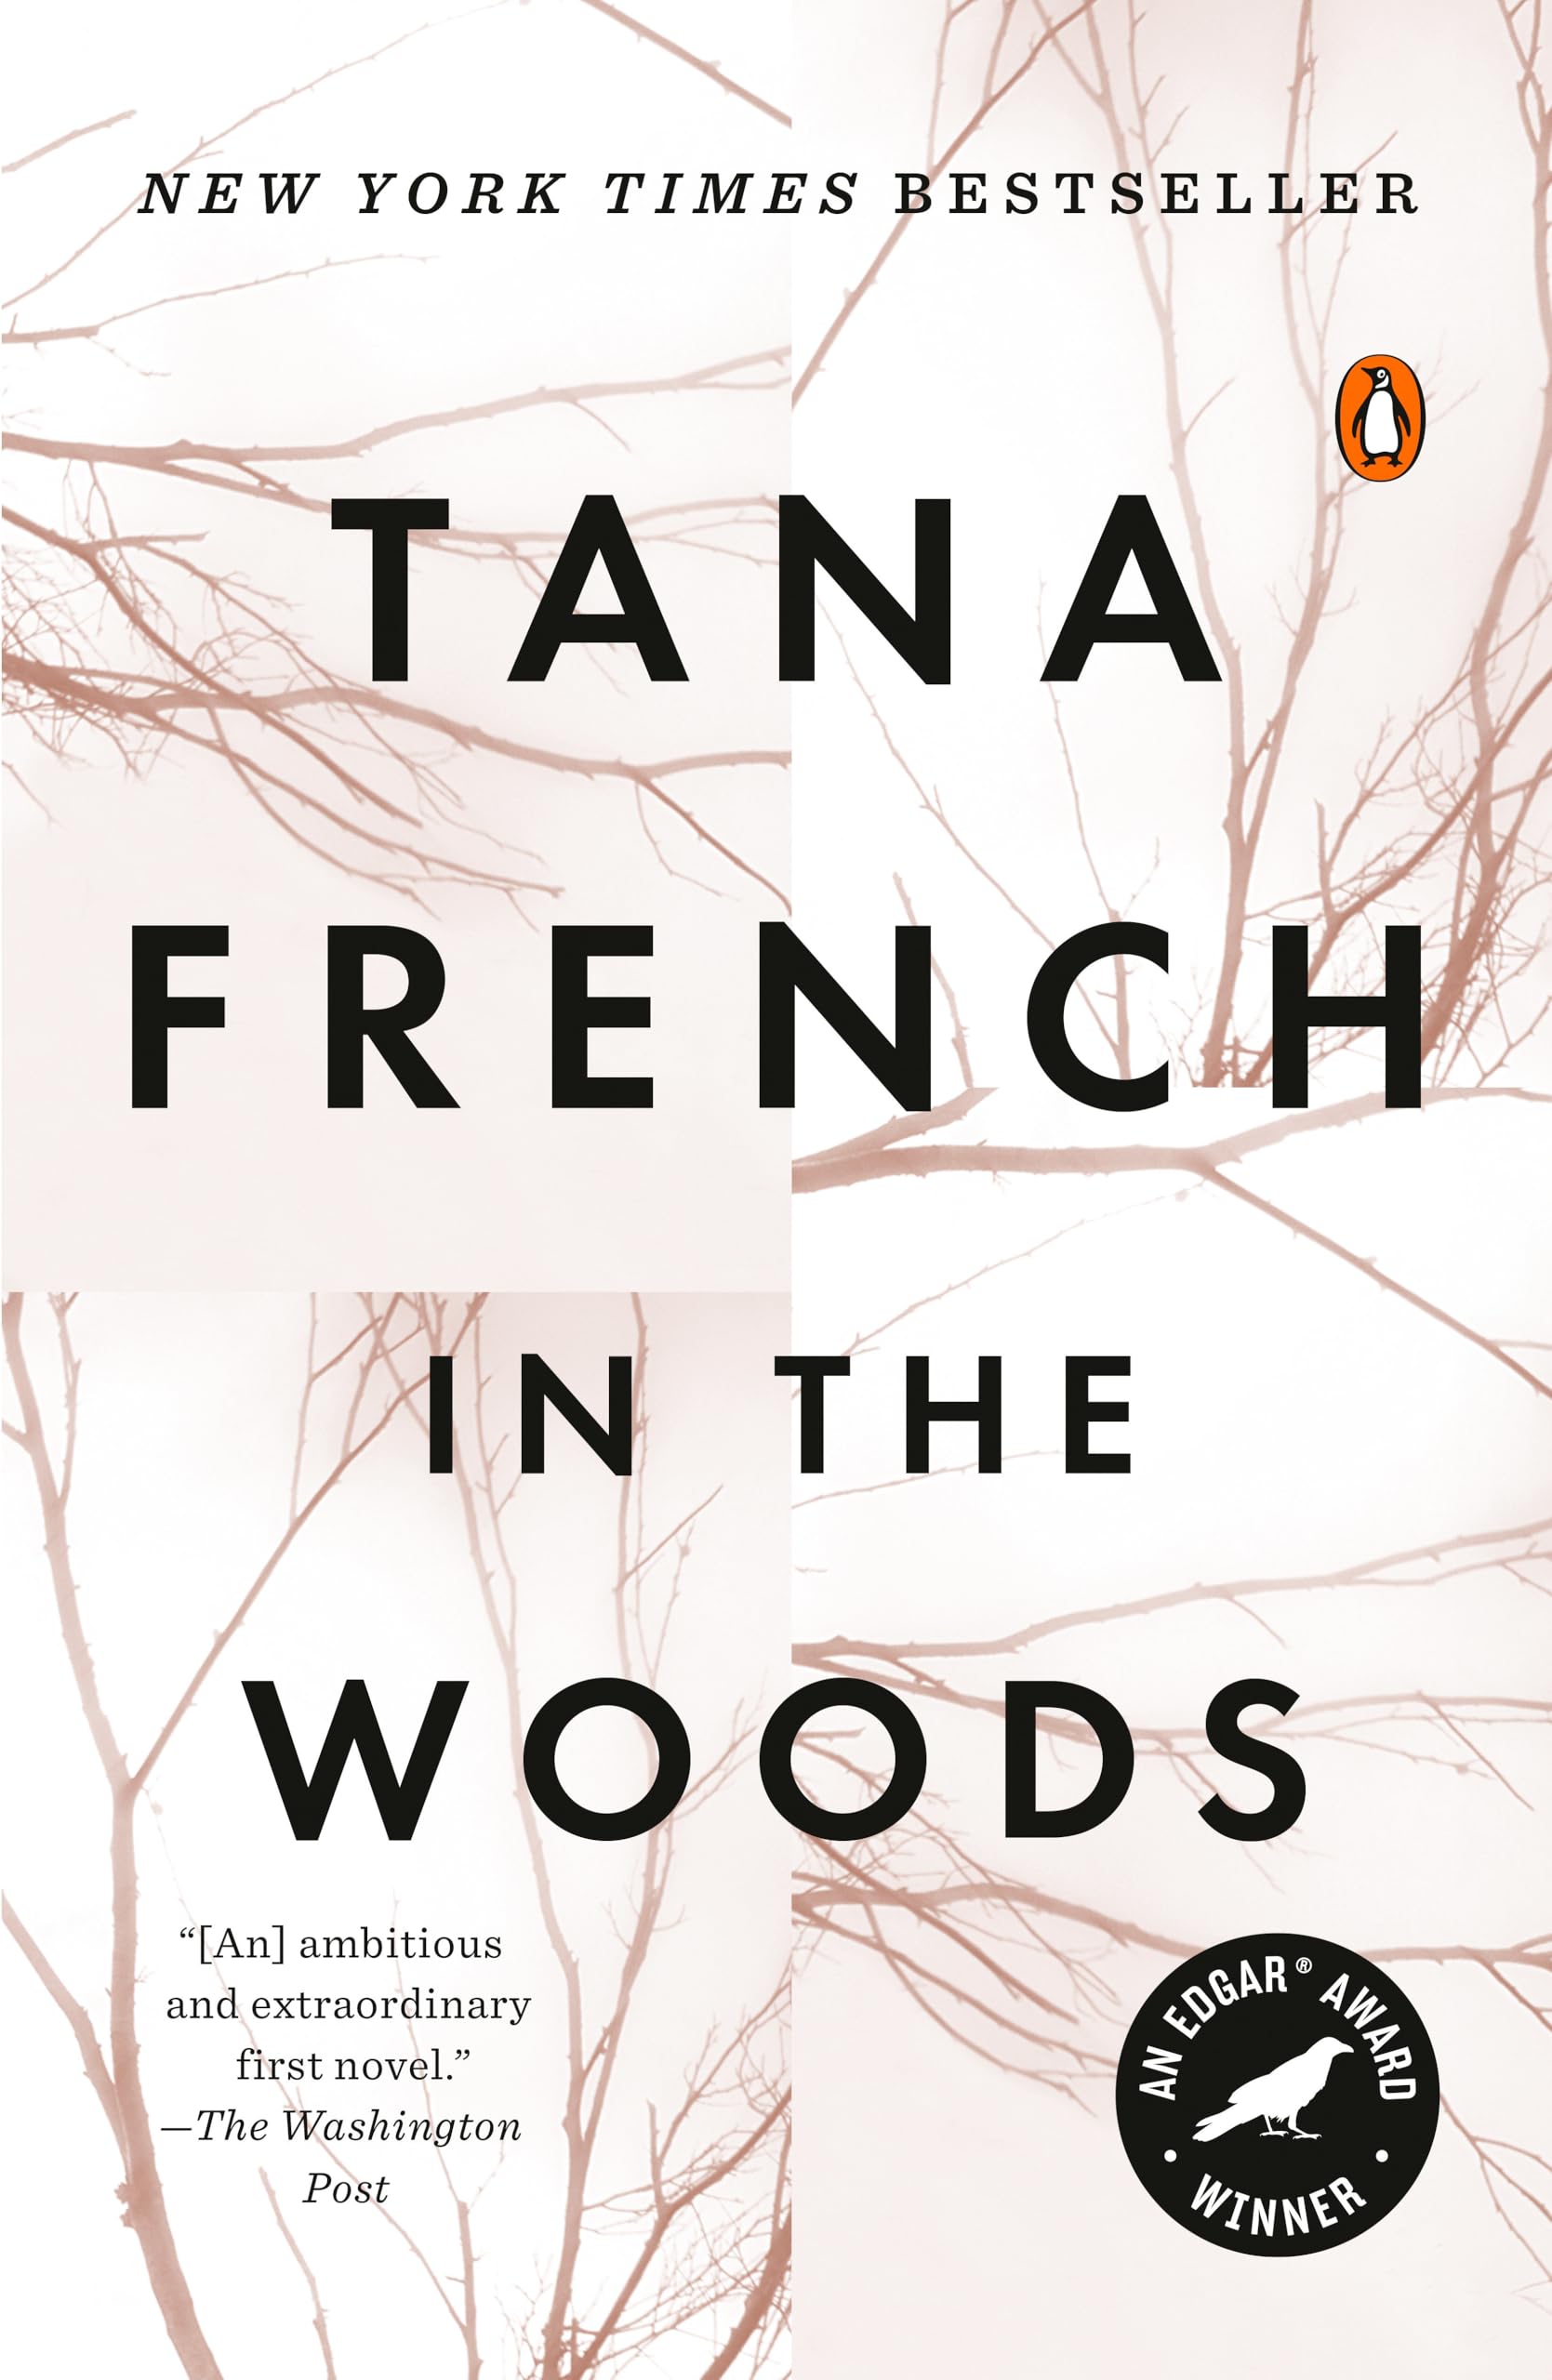 NEW YORK TIMES BESTSELLER
TANA
FRENCH
IN THE
WOODS
“[An] ambitious
and extraordinary
first novel.”
—The Washington
Post
AN EDGAR® AWARD
• WINNER •